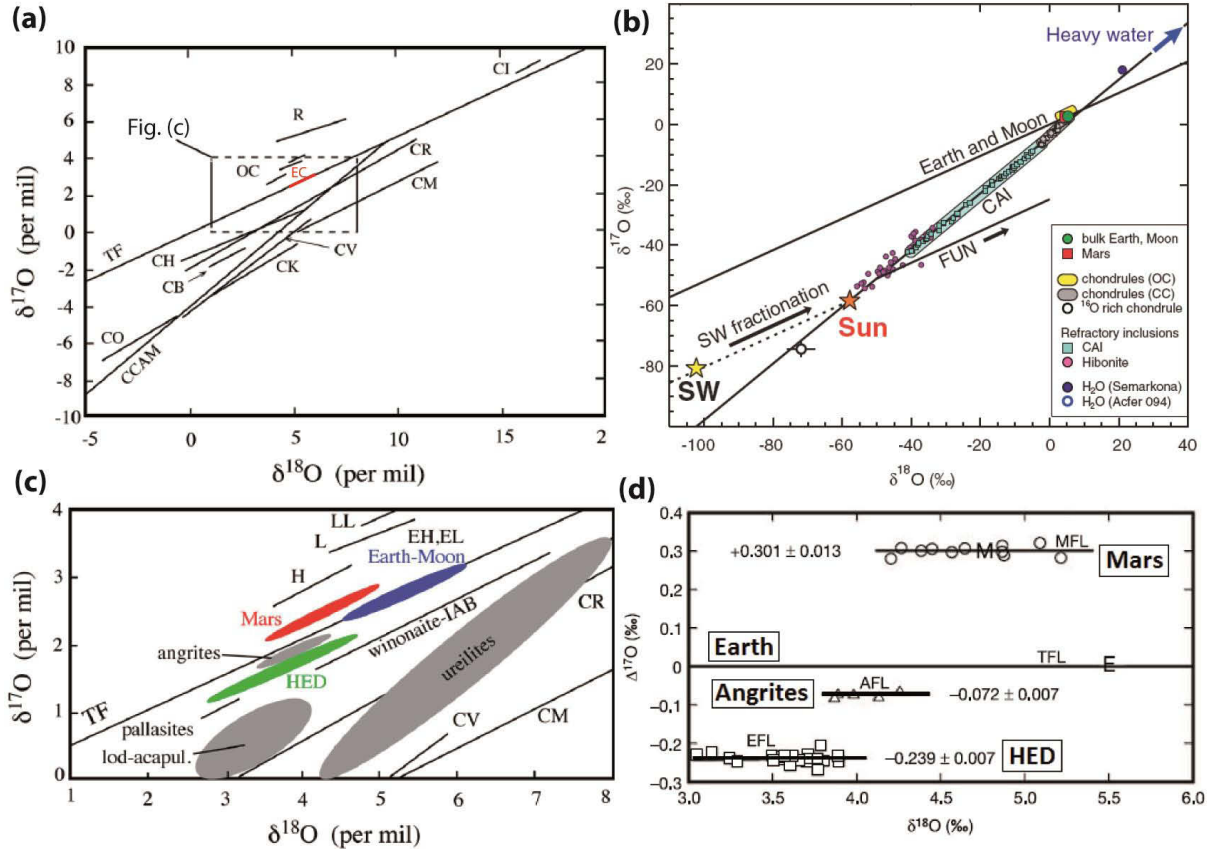 (a)
10
8
6
4
2
0
-2
-4
-6
-8
-10
-5
0
5
10
15
2
δ17O (per mil)
δ18O (per mil)
Fig. (c)
R
CI
OC
EC
CR
CM
TF
CH
CB
CK
CV
CO
CCAM
(b)
20
0
-20
-40
-60
-80
-100
-80
-60
-40
-20
0
20
40
δ17O (‰)
δ18O (‰)
Heavy water
Earth and Moon
CAI
FUN
SW fractionation
Sun
SW
bulk Earth, Moon
Mars
chondrules (OC)
chondrules (CC)
16O rich chondrule
Refractory inclusions
CAI
Hibonite
H2O (Semarkona)
H2O (Acfer 094)
(c)
4
3
2
1
0
1
2
3
4
5
6
7
8
δ17O (per mil)
δ18O (per mil)
LL
L
H
EH,EL
Earth-Moon
Mars
angrites
HED
winonaite-IAB
ureilites
CR
TF
pallasites
lod-acapul.
CV
CM
(d)
0.4
0.3
0.2
0.1
0
−0.1
−0.2
−0.3
3.0
3.5
4.0
4.5
5.0
5.5
6.0
Δ17O (‰)
δ18O (‰)
+0.301 ± 0.013
M
MFL
Mars
Earth
TFL
E
Angrites
AFL
−0.072 ± 0.007
EFL
−0.239 ± 0.007
HED